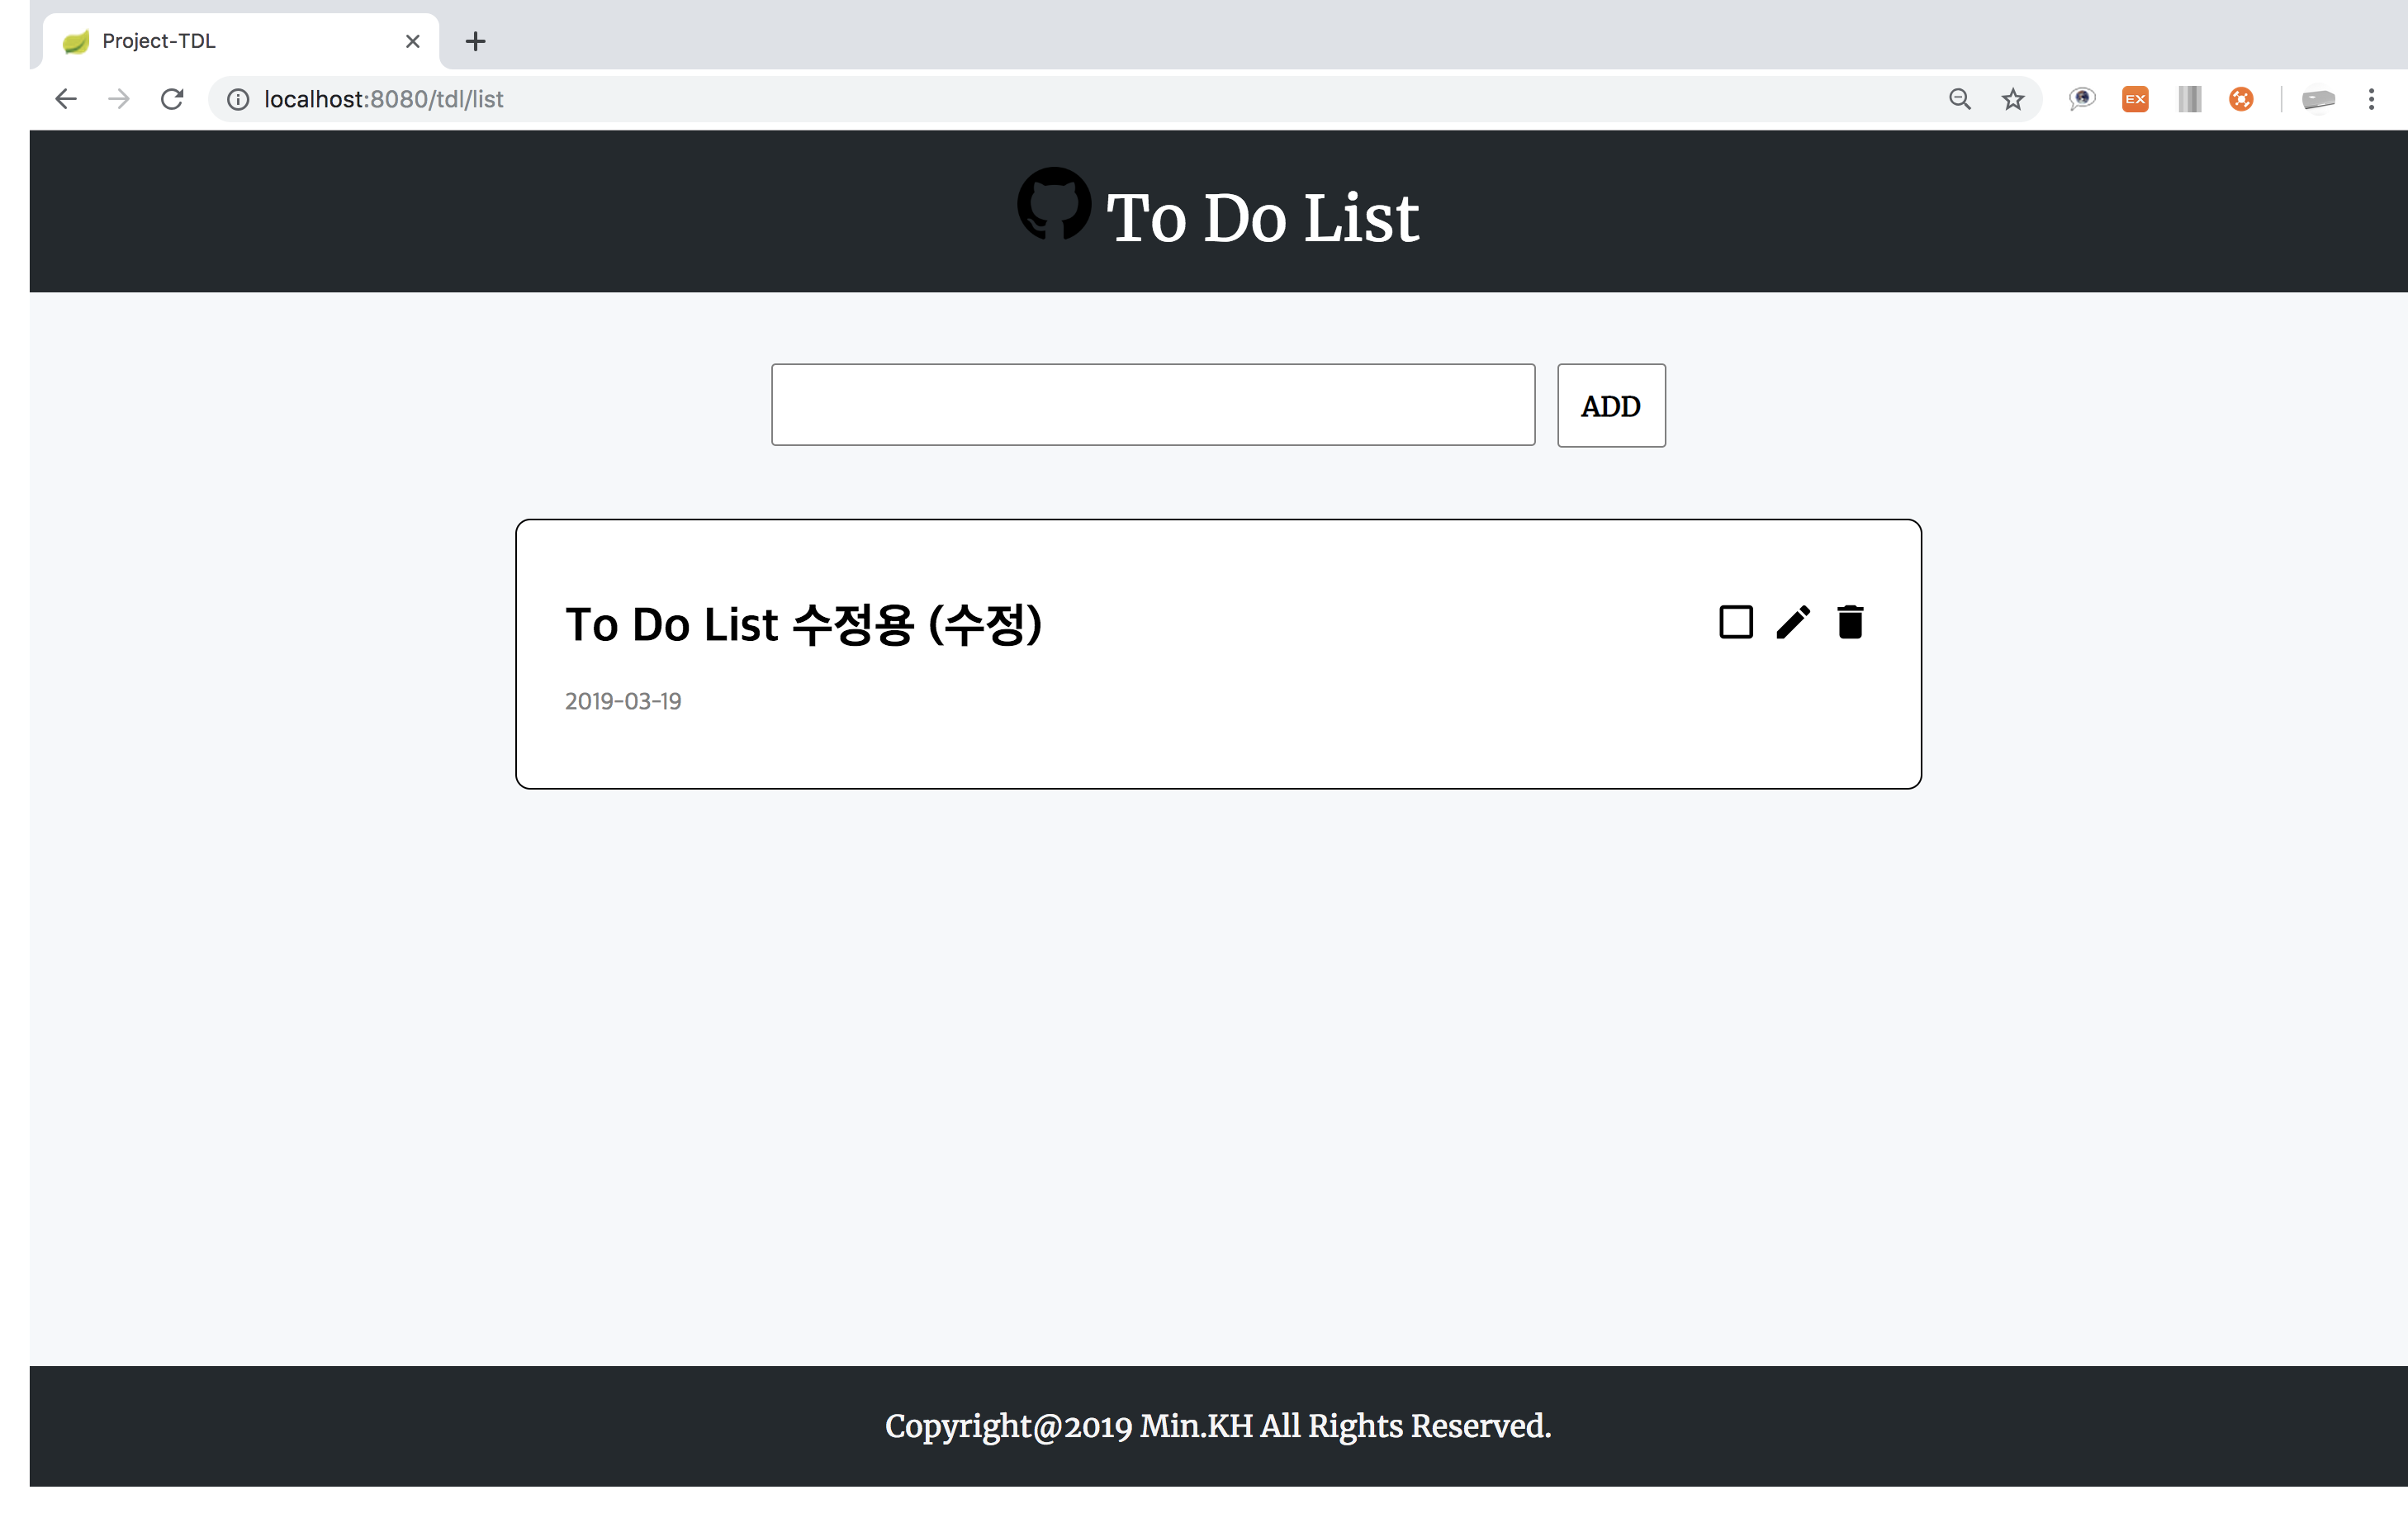 Project-TDL
localhost:8080/tdl/list
EX
To Do List
ADD
To Do List 수정용 (수정)
2019-03-19
Copyright@2019 Min.KH All Rights Reserved.